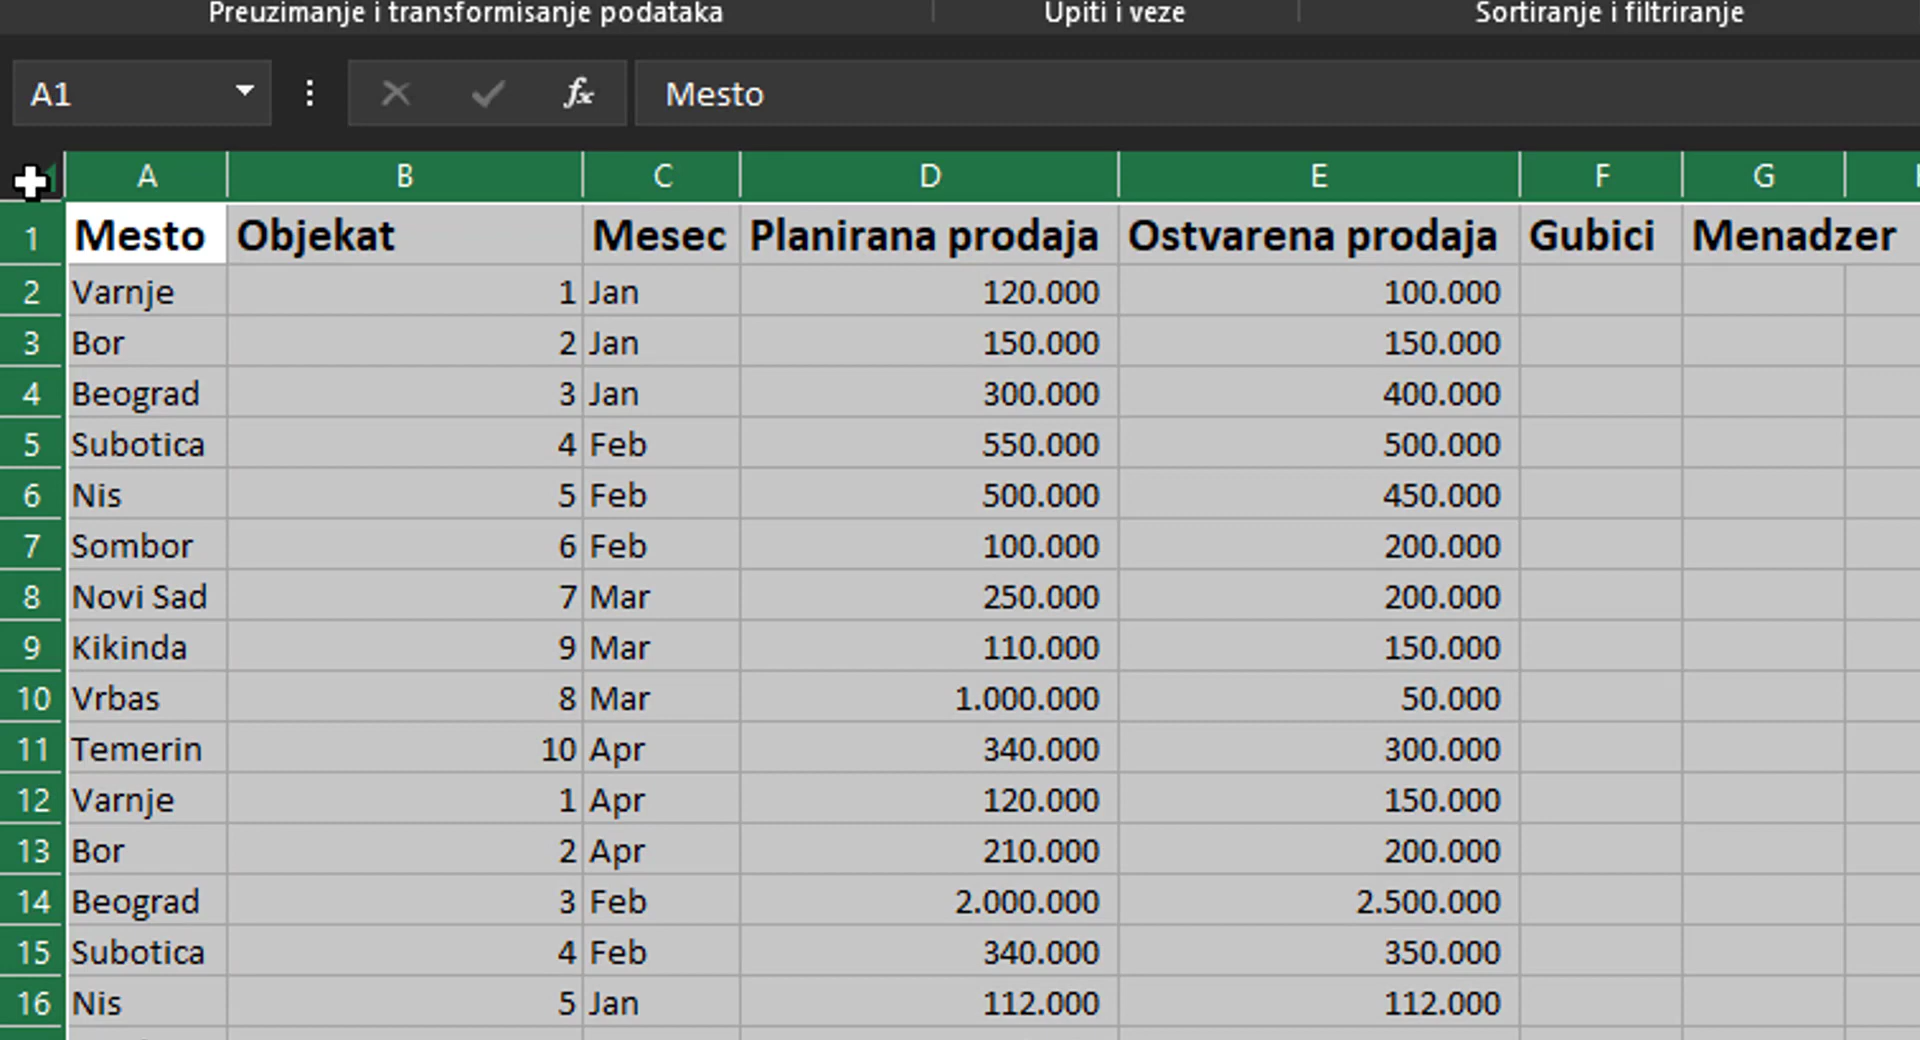 Preuzimanje i transformisanje podataka Upiti i veze Sortiranje i filtriranje
A1 fx Mesto
A B C D E F G
1 Mesto Objekat Mesec Planirana prodaja Ostvarena prodaja Gubici Menadzer
2 Varnje 1 Jan 120.000 100.000
3 Bor 2 Jan 150.000 150.000
4 Beograd 3 Jan 300.000 400.000
5 Subotica 4 Feb 550.000 500.000
6 Nis 5 Feb 500.000 450.000
7 Sombor 6 Feb 100.000 200.000
8 Novi Sad 7 Mar 250.000 200.000
9 Kikinda 9 Mar 110.000 150.000
10 Vrbas 8 Mar 1.000.000 50.000
11 Temerin 10 Apr 340.000 300.000
12 Varnje 1 Apr 120.000 150.000
13 Bor 2 Apr 210.000 200.000
14 Beograd 3 Feb 2.000.000 2.500.000
15 Subotica 4 Feb 340.000 350.000
16 Nis 5 Jan 112.000 112.000